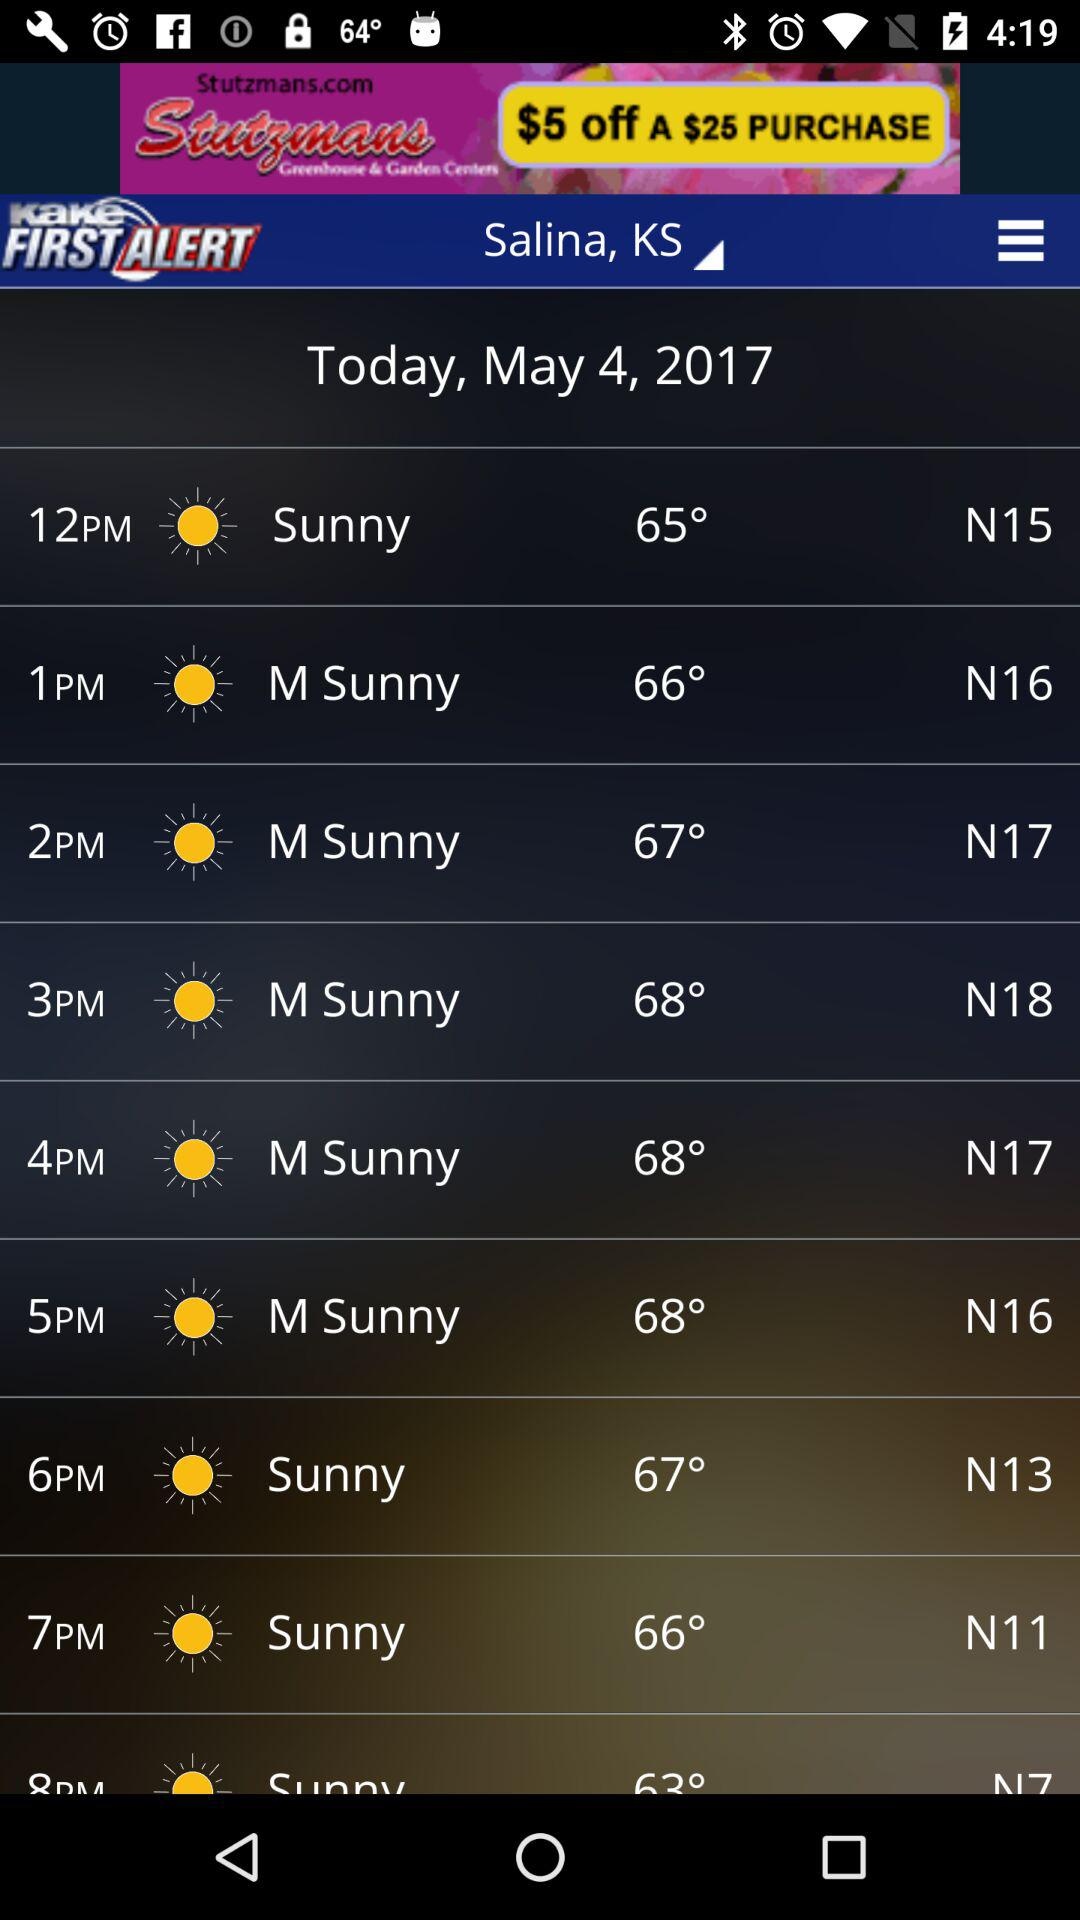 64° 4:19
Stutzmans.com
Stutzmans
Greenhouse & Garden Centers
$5 off A $25 PURCHASE
KAKE
FIRST ALERT
Salina, KS
Today, May 4, 2017
12PM Sunny 65° N15
1PM M Sunny 66° N16
2PM M Sunny 67° N17
3PM M Sunny 68° N18
4PM M Sunny 68° N17
5PM M Sunny 68° N16
6PM Sunny 67° N13
7PM Sunny 66° N11
8PM Sunny 63° N7